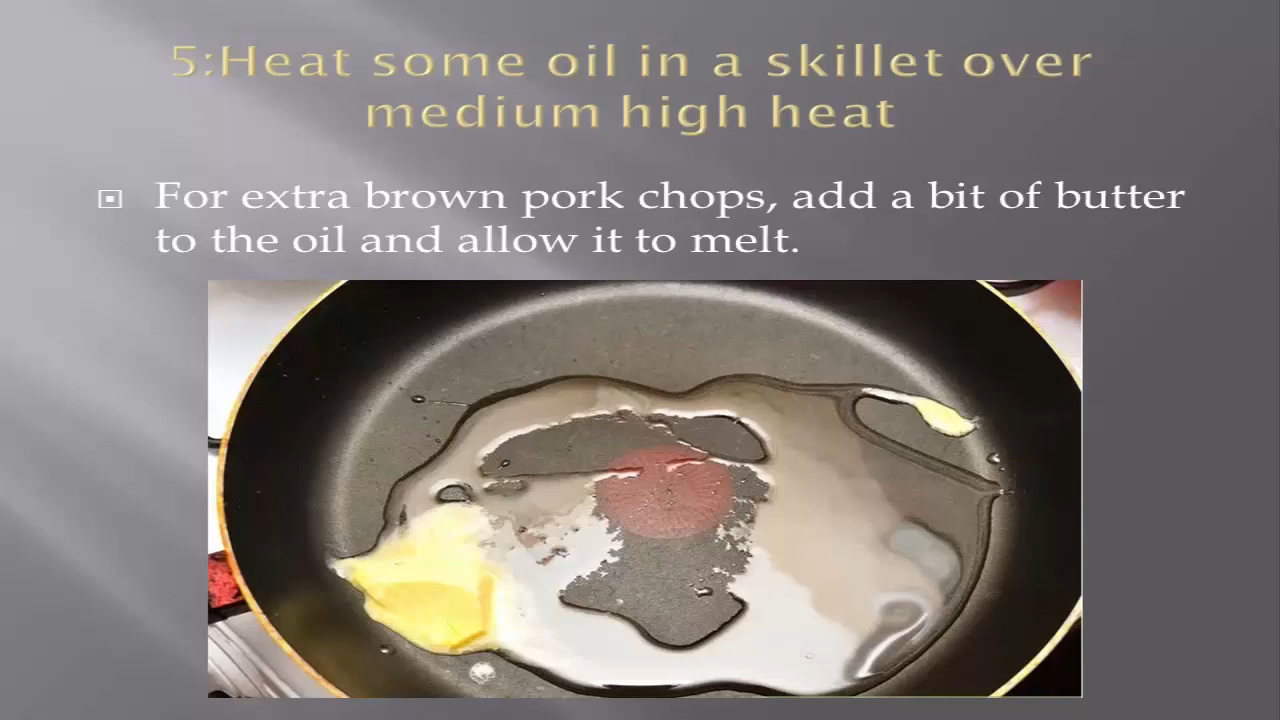 5:Heat some oil in a skillet over
medium high heat
For extra brown pork chops, add a bit of butter
to the oil and allow it to melt.